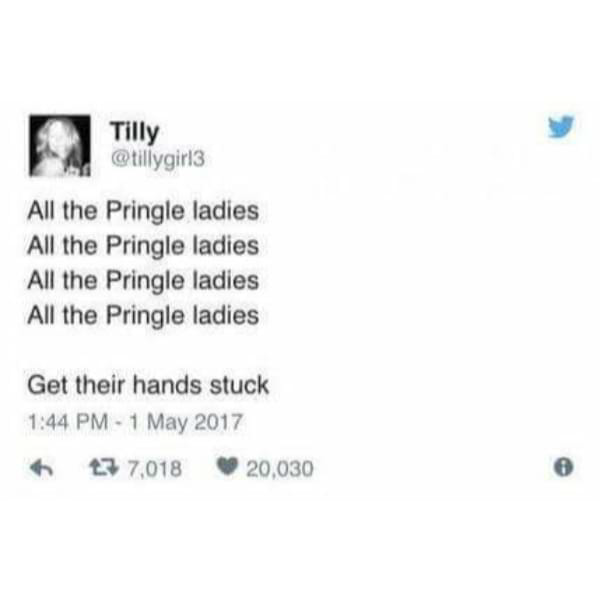 Tilly
@tillygirl3
All the Pringle ladies
All the Pringle ladies
All the Pringle ladies
All the Pringle ladies
Get their hands stuck
1:44 PM - 1 May 2017
7,018 20,030